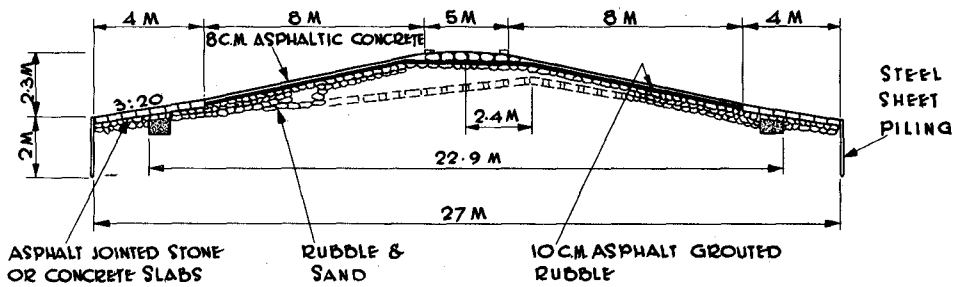 4 M 8 M 5 M 8 M 4 M
8 C.M. ASPHALTIC CONCRETE
2·3M
3:20
STEEL
SHEET
PILING
2·4 M
2M
22·9 M
27 M
ASPHALT JOINTED STONE
OR CONCRETE SLABS
RUBBLE &
SAND
10 C.M. ASPHALT GROUTED
RUBBLE